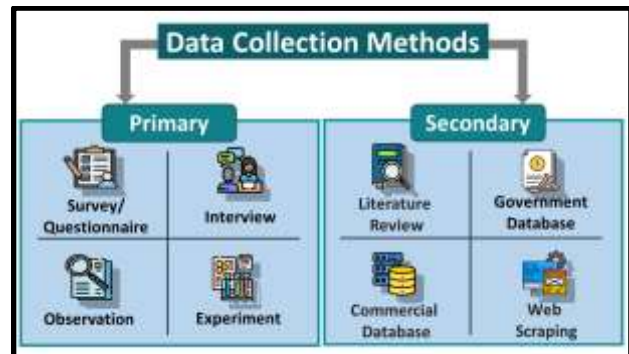 Data Collection Methods
Primary
Secondary
Survey/
Questionnaire
Interview
Observation
Experiment
Literature
Review
Government
Database
Commercial
Database
Web
Scraping